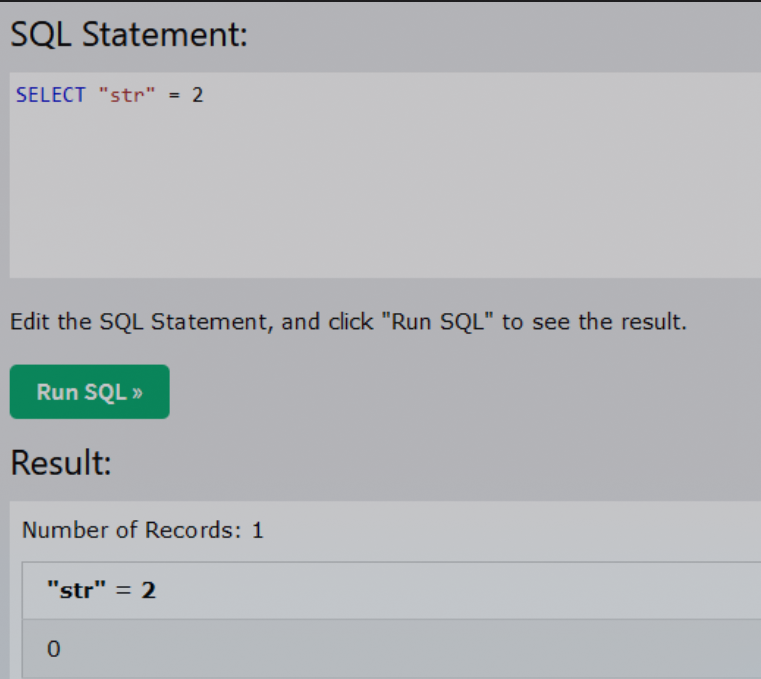 SQL Statement:
SELECT "str" = 2
Edit the SQL Statement, and click "Run SQL" to see the result.
Run SQL »
Result:
Number of Records: 1
"str" = 2
0